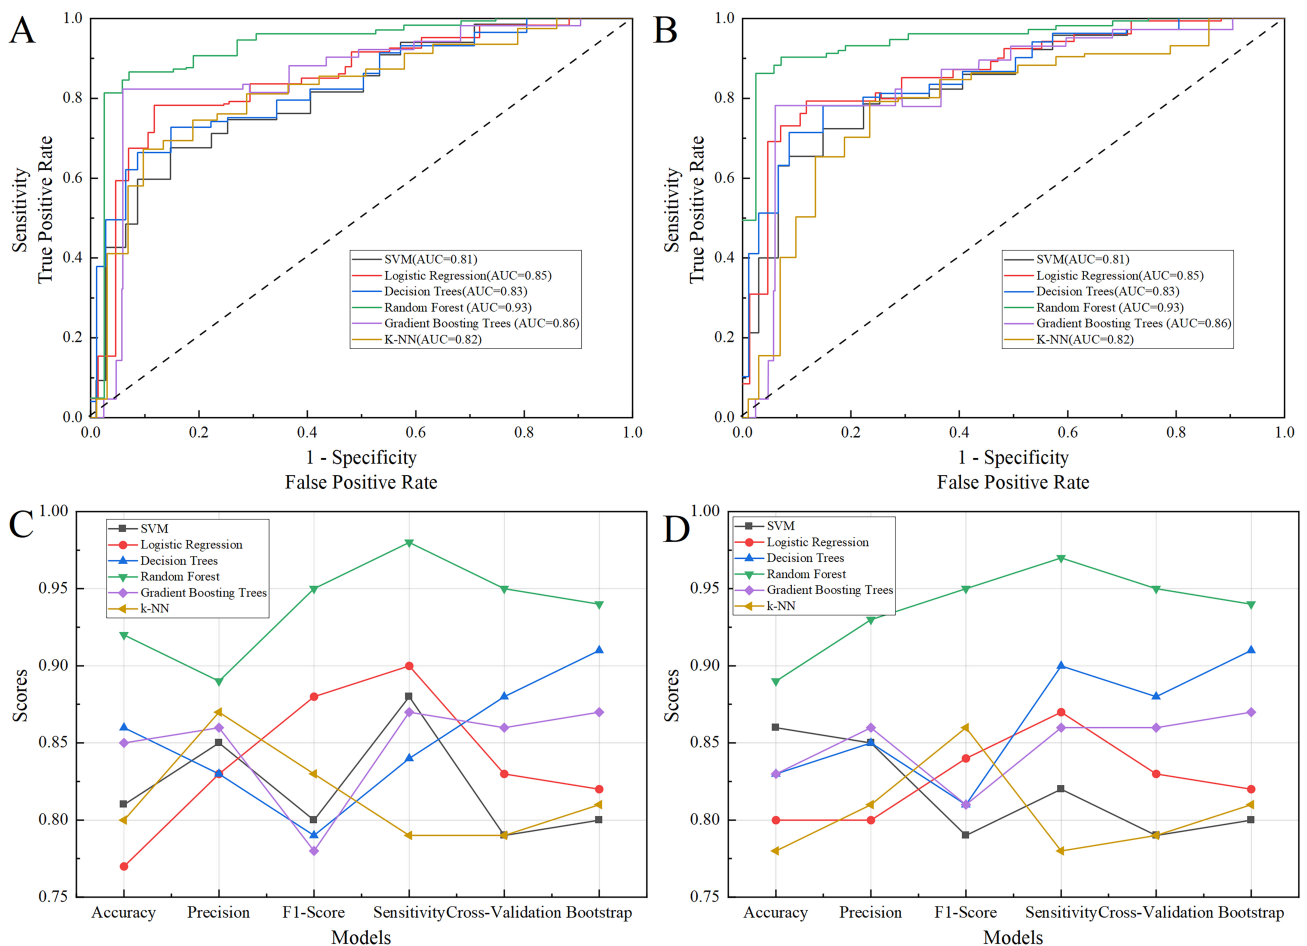 A
1.0
0.8
0.6
0.4
0.2
0.0
Sensitivity
True Positive Rate
SVM(AUC=0.81)
Logistic Regression(AUC=0.85)
Decision Trees(AUC=0.83)
Random Forest(AUC=0.93)
Gradient Boosting Trees (AUC=0.86)
K-NN(AUC=0.82)
0.0 0.2 0.4 0.6 0.8 1.0
1 - Specificity
False Positive Rate
B
1.0
0.8
0.6
0.4
0.2
0.0
Sensitivity
True Positive Rate
SVM(AUC=0.81)
Logistic Regression(AUC=0.85)
Decision Trees(AUC=0.83)
Random Forest(AUC=0.93)
Gradient Boosting Trees (AUC=0.86)
K-NN(AUC=0.82)
0.0 0.2 0.4 0.6 0.8 1.0
1 - Specificity
False Positive Rate
C
1.00
0.95
0.90
0.85
0.80
0.75
Scores
SVM
Logistic Regression
Decision Trees
Random Forest
Gradient Boosting Trees
k-NN
Accuracy Precision F1-Score Sensitivity Cross-Validation Bootstrap
Models
D
1.00
0.95
0.90
0.85
0.80
0.75
Scores
SVM
Logistic Regression
Decision Trees
Random Forest
Gradient Boosting Trees
k-NN
Accuracy Precision F1-Score Sensitivity Cross-Validation Bootstrap
Models